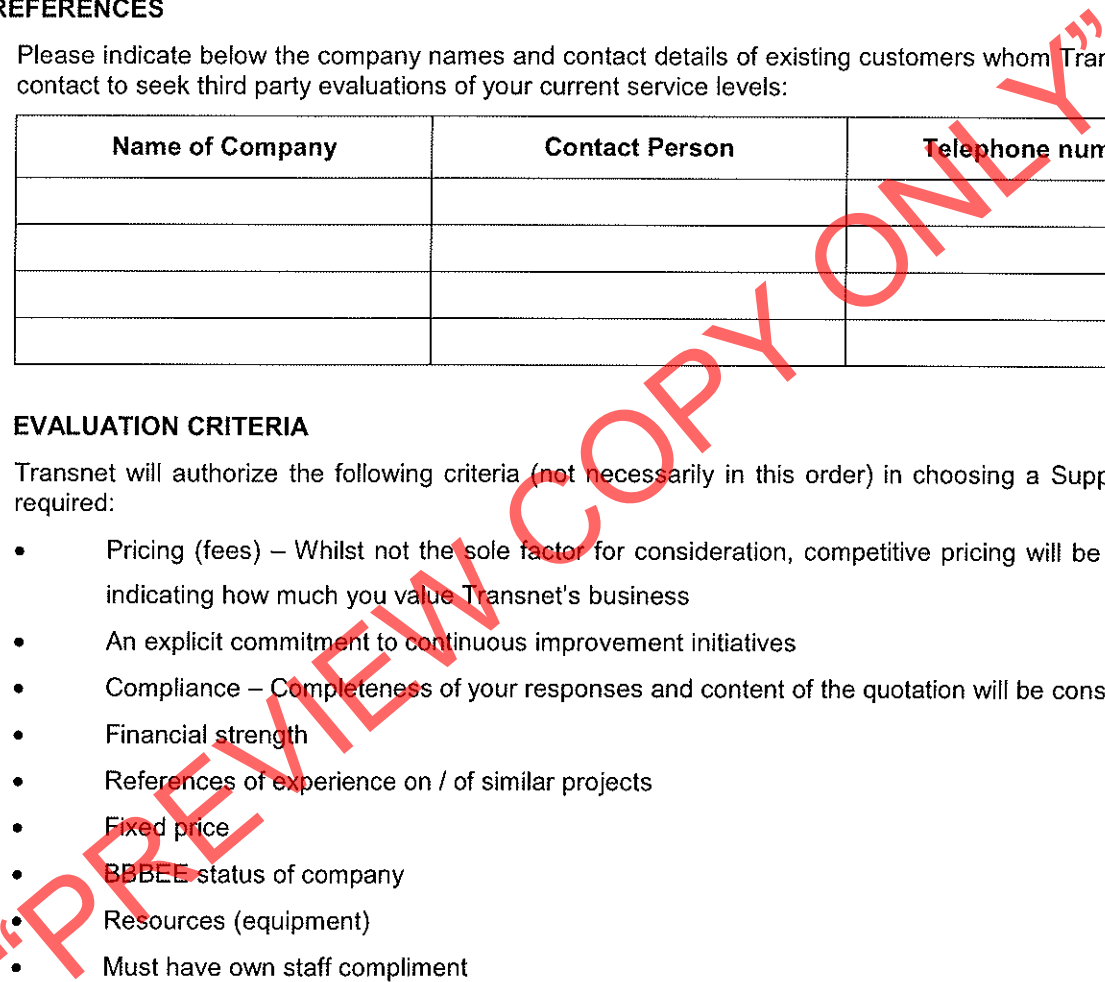 REFERENCES
Please indicate below the company names and contact details of existing customers whom Tran
contact to seek third party evaluations of your current service levels:
Name of Company Contact Person Telephone num
EVALUATION CRITERIA
Transnet will authorize the following criteria (not necessarily in this order) in choosing a Supp
required:
• Pricing (fees) – Whilst not the sole factor for consideration, competitive pricing will be
indicating how much you value Transnet's business
• An explicit commitment to continuous improvement initiatives
• Compliance – Completeness of your responses and content of the quotation will be cons
• Financial strength
• References of experience on / of similar projects
• Fixed price
• BBBEE status of company
• Resources (equipment)
• Must have own staff compliment
“PREVIEW COPY ONLY”